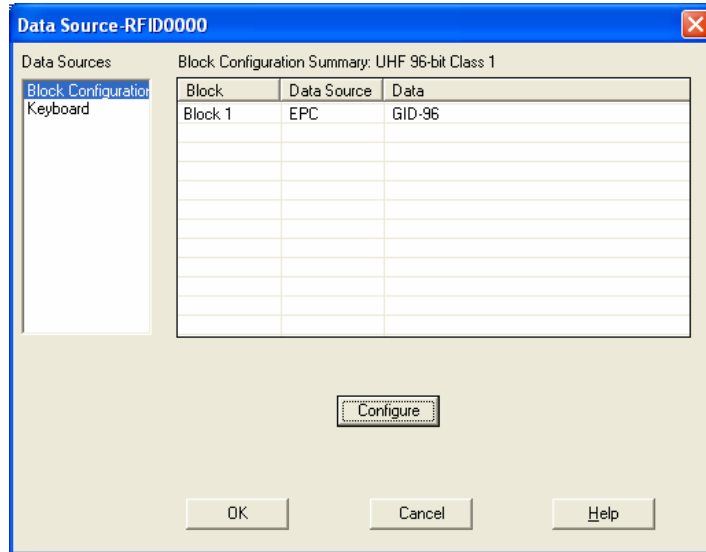 Data Source-RFID0000
Data Sources
Block Configuration Summary: UHF 96-bit Class 1
Block Configuration
Keyboard
Block Data Source Data
Block 1 EPC GID-96
Configure
OK Cancel Help